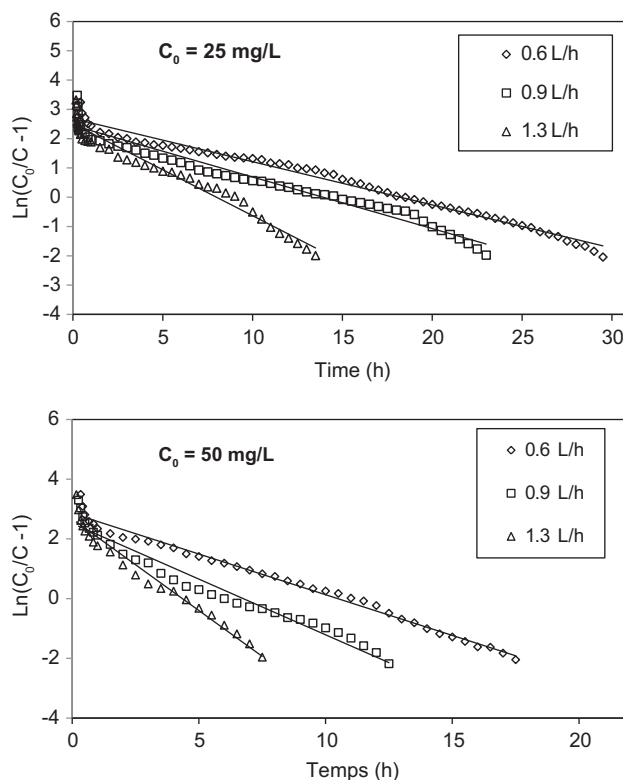 6
5
4
3
2
1
0
-1
-2
-3
-4
Ln(C₀/C -1)
C₀ = 25 mg/L
0.6 L/h
0.9 L/h
1.3 L/h
0 5 10 15 20 25 30
Time (h)
6
4
2
0
-2
-4
Ln(C₀/C -1)
C₀ = 50 mg/L
0.6 L/h
0.9 L/h
1.3 L/h
0 5 10 15 20
Temps (h)